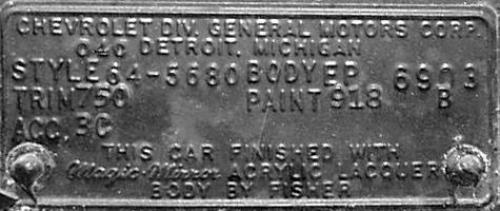 CHEVROLET DIV. GENERAL MOTORS CORP.
04C DETROIT, MICHIGAN
STYLE 64-5680 BODY EP 6903
TRIM 750 PAINT 918 B
ACC. 3C
THIS CAR FINISHED WITH
Magic-Mirror ACRYLIC LACQUER
BODY BY FISHER